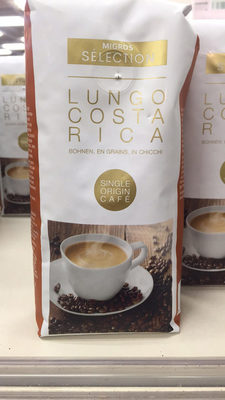 MIGROS
SÉLECTION
LUNGO
COSTA
RICA
BOHNEN, EN GRAINS, IN CHICCHI
SINGLE
ORIGIN
CAFÉ